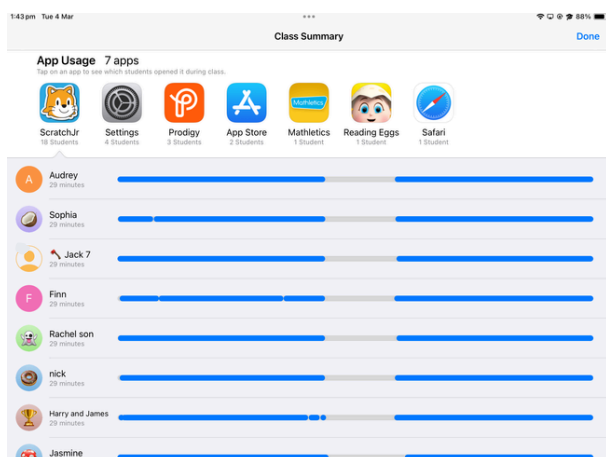 1:43 pm Tue 4 Mar
88%
Class Summary
Done
App Usage 7 apps
Tap on an app to see which students opened it during class.
Mathletics
ScratchJr
Settings
Prodigy
App Store
Mathletics
Reading Eggs
Safari
18 Students
4 Students
3 Students
2 Students
1 Student
1 Student
1 Student
A
Audrey
29 minutes
Sophia
29 minutes
Jack 7
29 minutes
F
Finn
29 minutes
Rachel son
29 minutes
nick
29 minutes
Harry and James
29 minutes
Jasmine